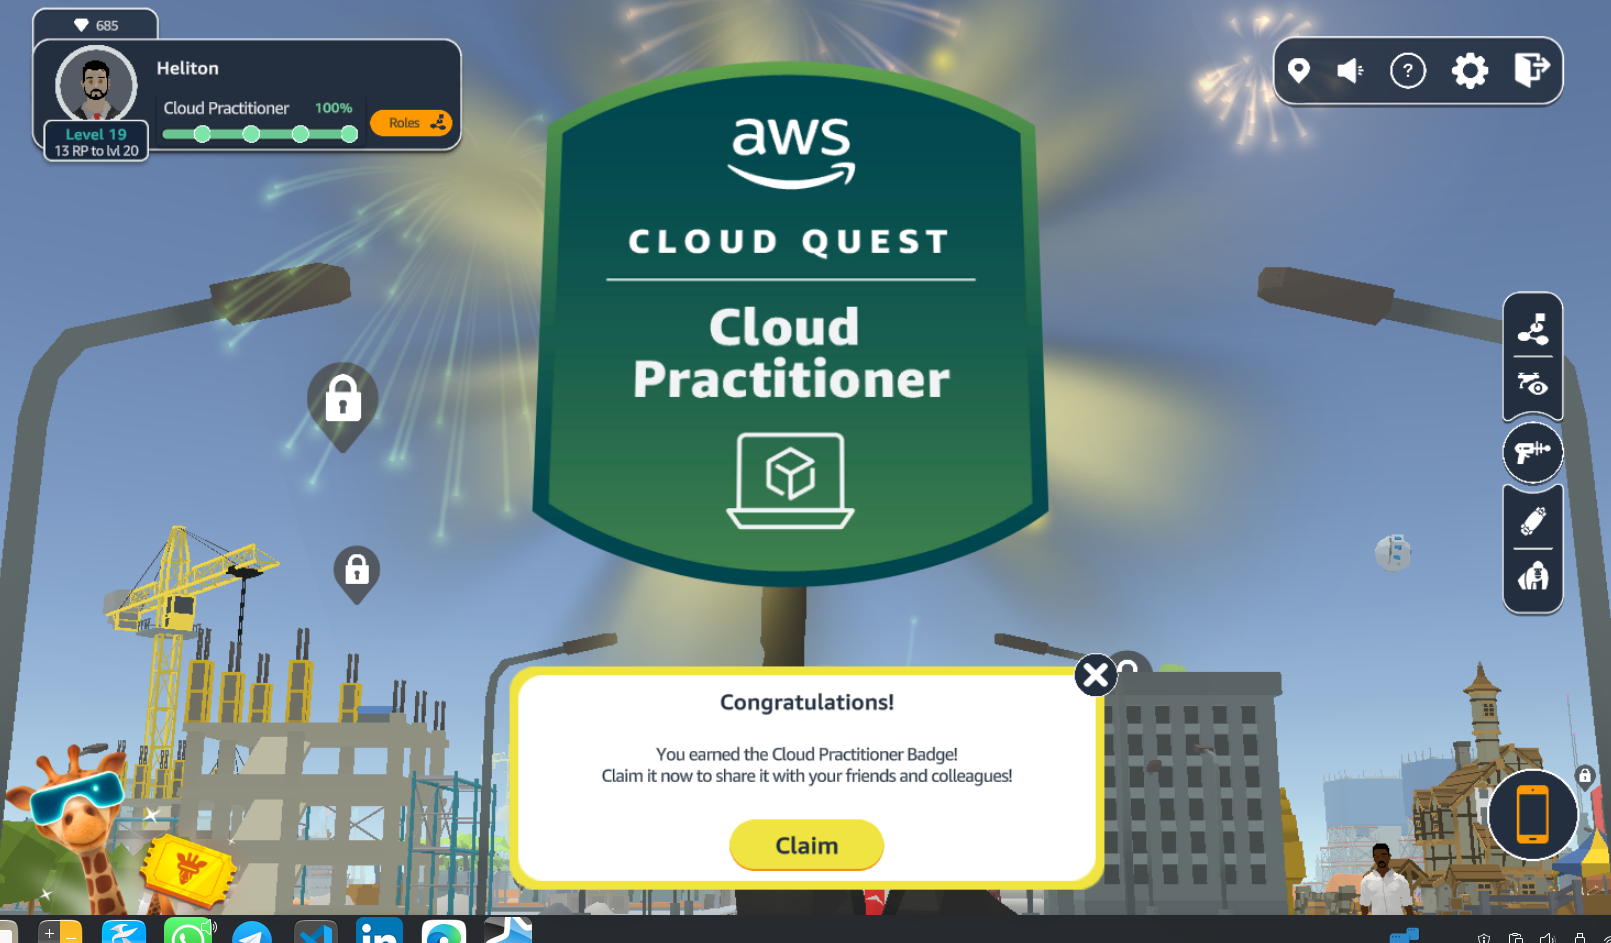 685
Heliton
Cloud Practitioner 100%
Roles
Level 19
13 RP to lvl 20
?
aws
CLOUD QUEST
Cloud
Practitioner
Congratulations!
You earned the Cloud Practitioner Badge!
Claim it now to share it with your friends and colleagues!
Claim
in